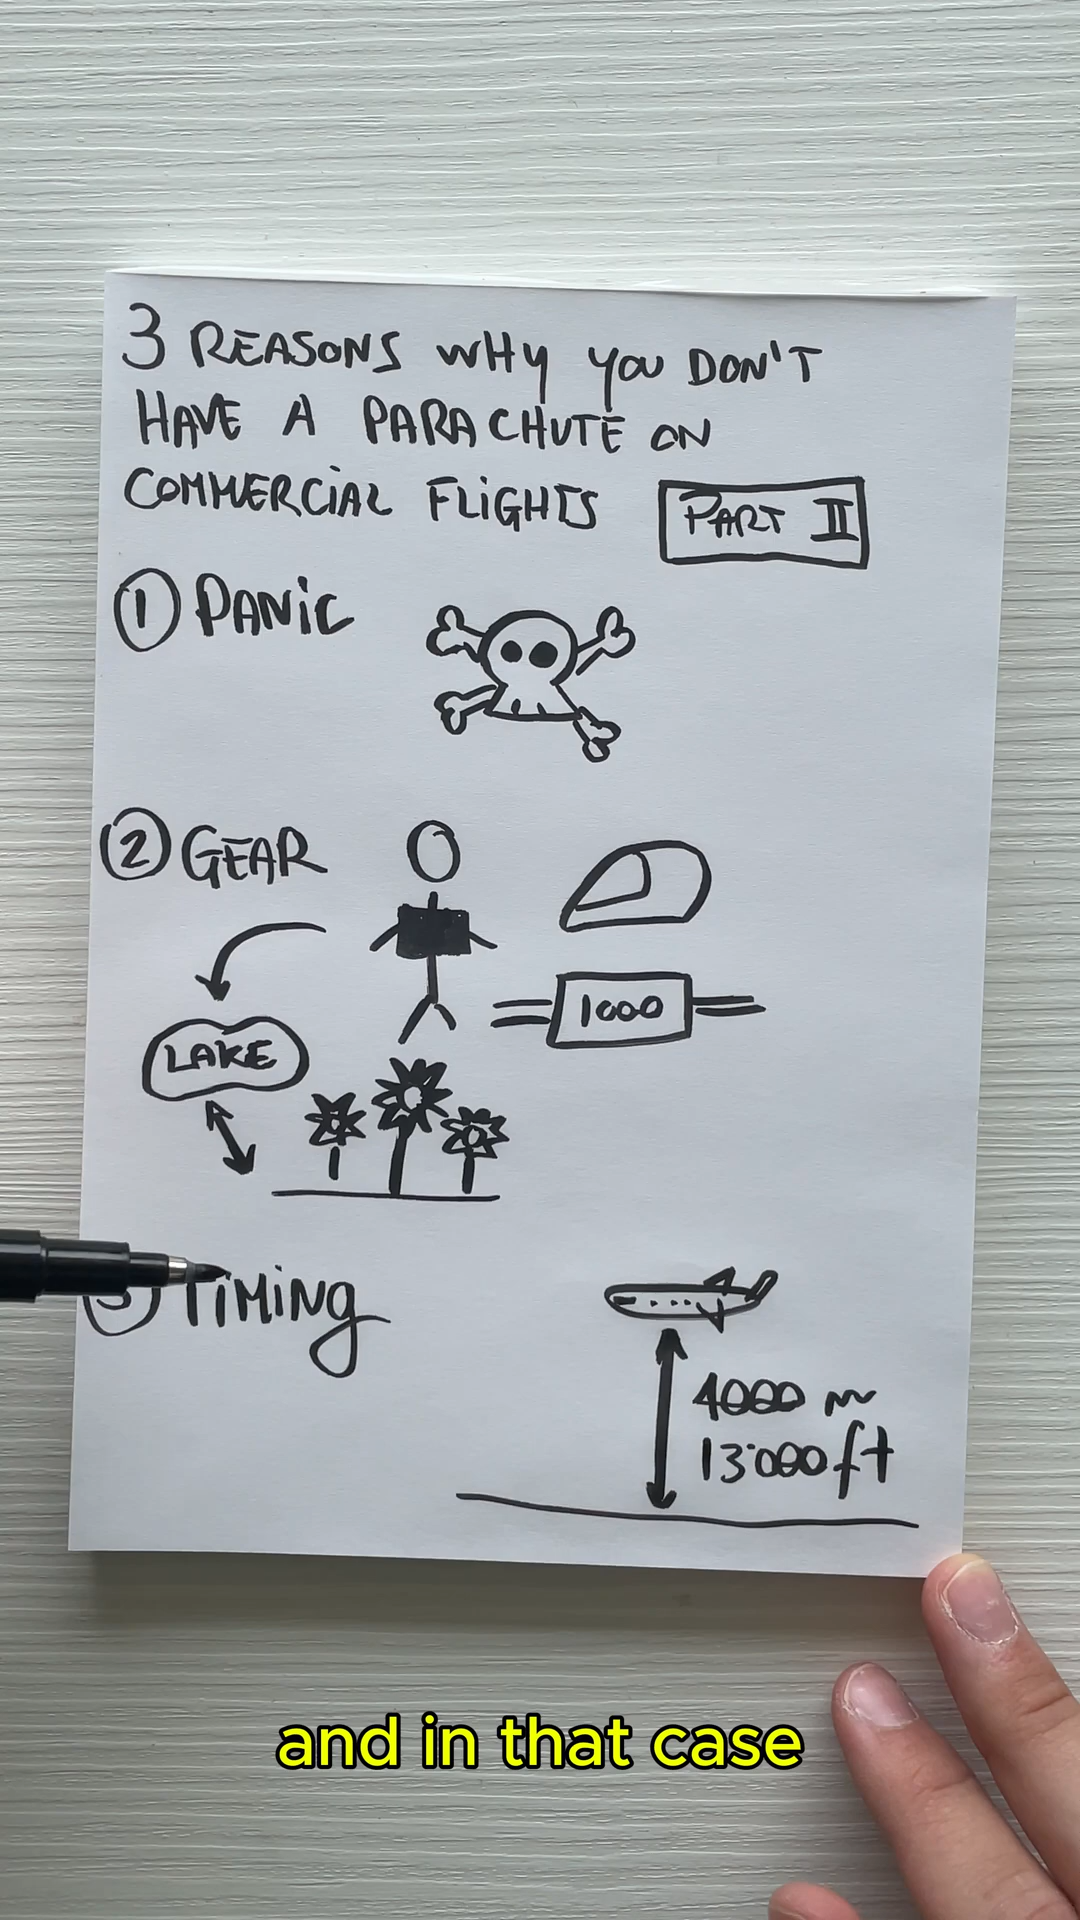 3 REASONS WHY YOU DON'T
HAVE A PARACHUTE ON
COMMERCIAL FLIGHTS
PART II
1 PANIC
2 GEAR
1000
LAKE
3 TIMING
4000 m
13'000 ft
and in that case